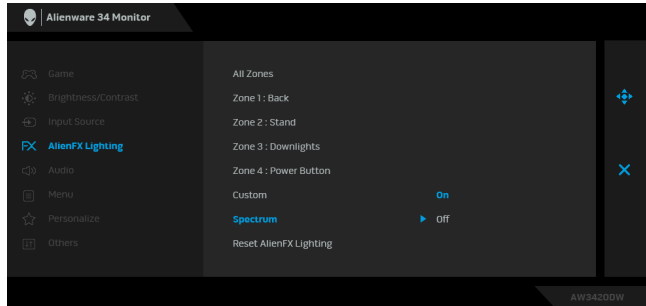 Alienware 34 Monitor
Game
Brightness/Contrast
Input Source
AlienFX Lighting
Audio
Menu
Personalize
Others
All Zones
Zone 1 : Back
Zone 2 : Stand
Zone 3 : Downlights
Zone 4 : Power Button
Custom On
Spectrum Off
Reset AlienFX Lighting
AW3420DW